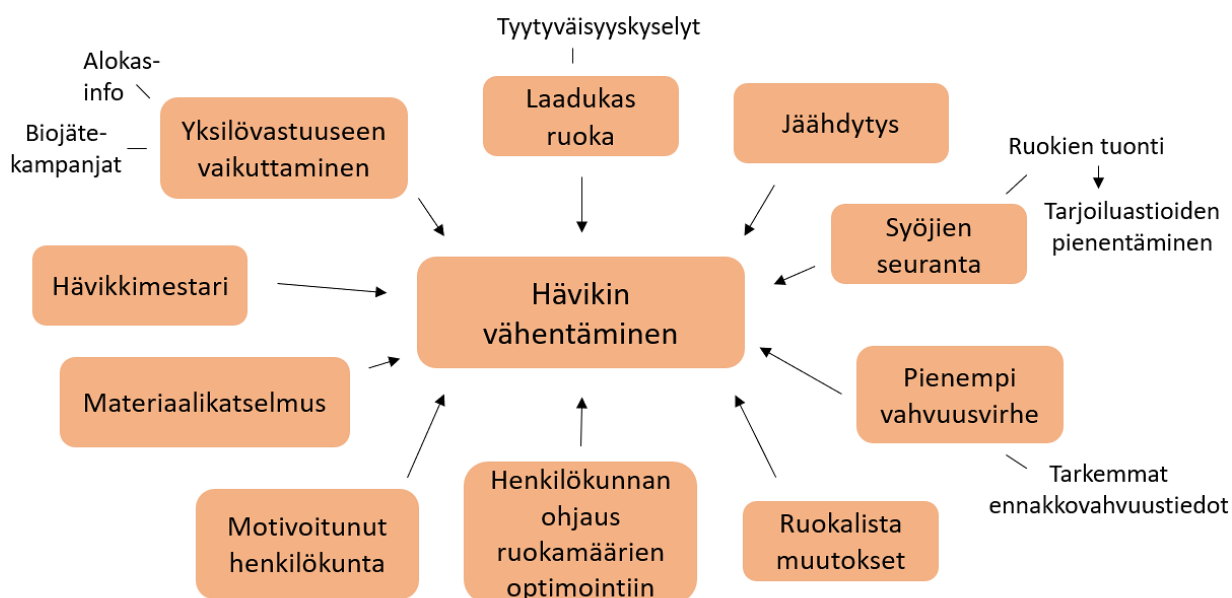 Tyytyväisyyskyselyt
Alokas-
info
Biojäte-
kampanjat
Yksilövastuuseen
vaikuttaminen
Laadukas
ruoka
Jäähdytys
Ruokien tuonti
Tarjoiluastioiden
pienentäminen
Syöjien
seuranta
Hävikkimestari
Hävikin
vähentäminen
Materiaalikatselmus
Pienempi
vahvuusvirhe
Tarkemmat
ennakkovahvuustiedot
Motivoitunut
henkilökunta
Henkilökunnan
ohjaus
ruokamäärien
optimointiin
Ruokalista
muutokset